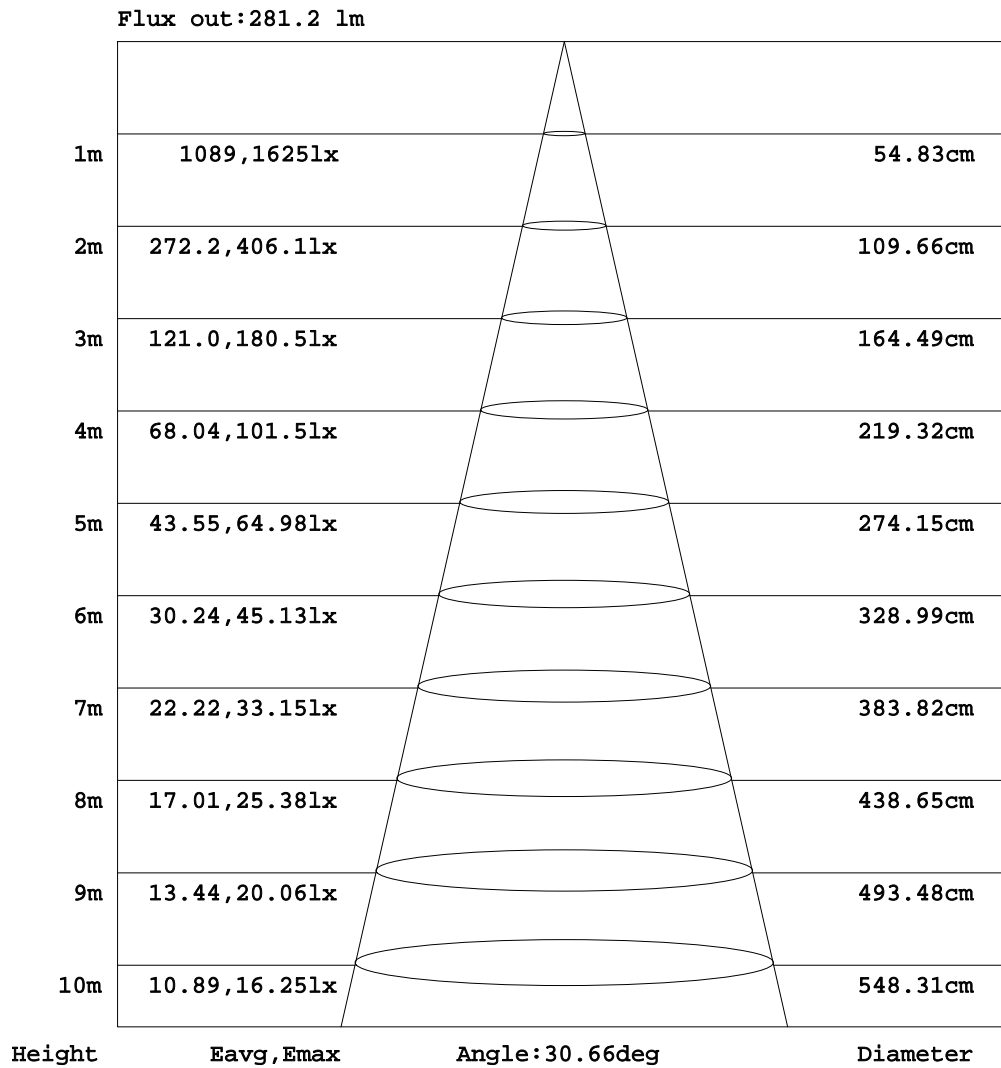 Flux out:281.2 lm
1m 1089,1625lx 54.83cm
2m 272.2,406.1lx 109.66cm
3m 121.0,180.5lx 164.49cm
4m 68.04,101.5lx 219.32cm
5m 43.55,64.98lx 274.15cm
6m 30.24,45.13lx 328.99cm
7m 22.22,33.15lx 383.82cm
8m 17.01,25.38lx 438.65cm
9m 13.44,20.06lx 493.48cm
10m 10.89,16.25lx 548.31cm
Height Eavg,Emax Angle:30.66deg Diameter